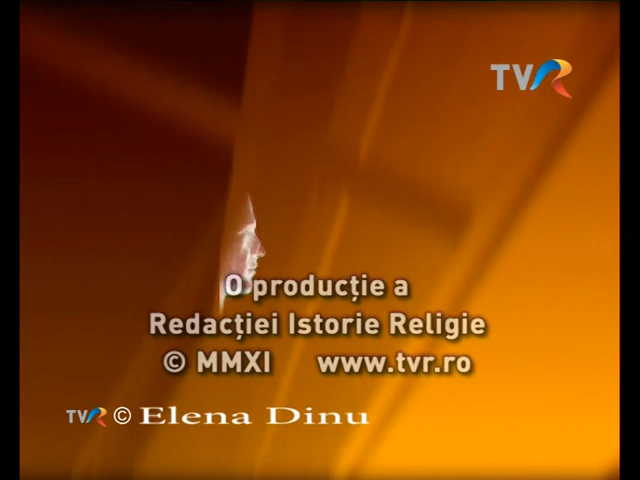 TVR
O producție a
Redacției Istorie Religie
© MMXI www.tvr.ro
TVR © Elena Dinu